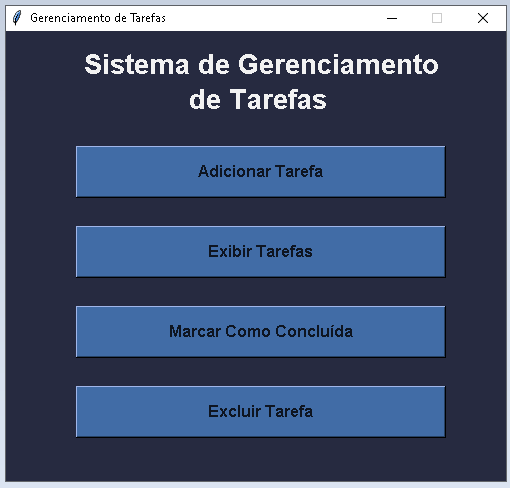 Gerenciamento de Tarefas
Sistema de Gerenciamento
de Tarefas
Adicionar Tarefa
Exibir Tarefas
Marcar Como Concluída
Excluir Tarefa